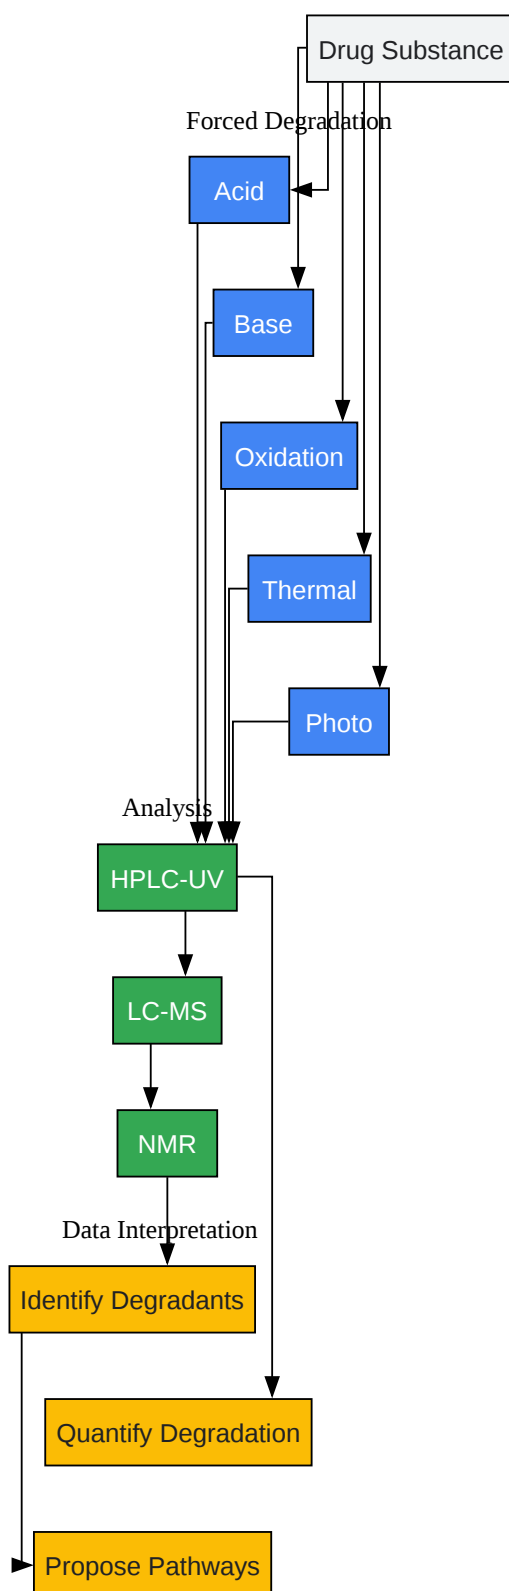 Drug Substance
Forced Degradation
Acid
Base
Oxidation
Thermal
Photo
Analysis
HPLC-UV
LC-MS
NMR
Data Interpretation
Identify Degradants
Quantify Degradation
Propose Pathways